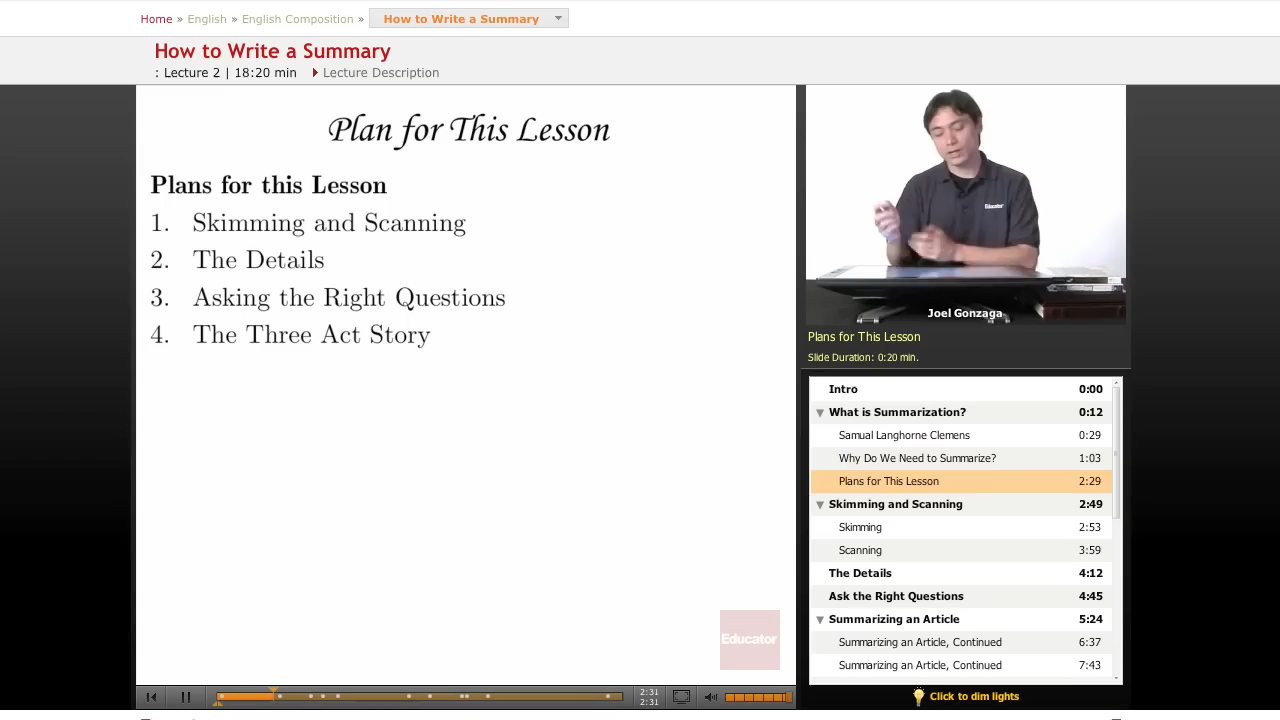 Home » English » English Composition » How to Write a Summary
How to Write a Summary
: Lecture 2 | 18:20 min Lecture Description
Plan for This Lesson
Plans for this Lesson
1. Skimming and Scanning
2. The Details
3. Asking the Right Questions
4. The Three Act Story
Educator
Educator
Joel Gonzaga
Plans for This Lesson
Slide Duration: 0:20 min.
Intro 0:00
What is Summarization? 0:12
Samual Langhorne Clemens 0:29
Why Do We Need to Summarize? 1:03
Plans for This Lesson 2:29
Skimming and Scanning 2:49
Skimming 2:53
Scanning 3:59
The Details 4:12
Ask the Right Questions 4:45
Summarizing an Article 5:24
Summarizing an Article, Continued 6:37
Summarizing an Article, Continued 7:43
2:31
2:31
Click to dim lights